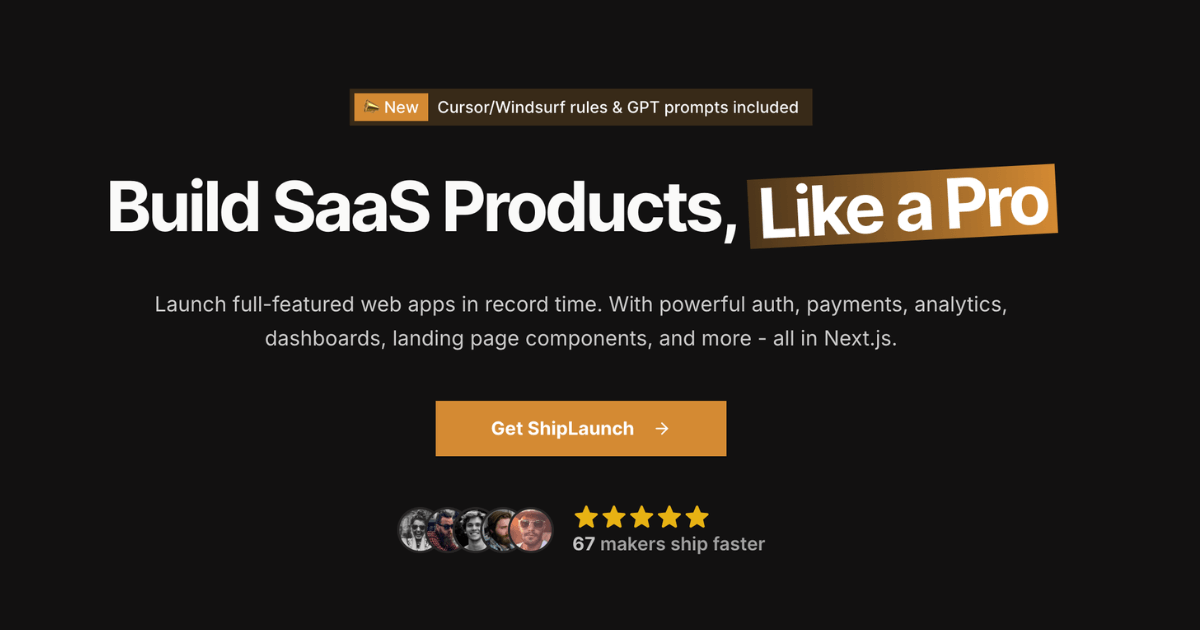 New Cursor/Windsurf rules & GPT prompts included
Build SaaS Products, Like a Pro
Launch full-featured web apps in record time. With powerful auth, payments, analytics,
dashboards, landing page components, and more - all in Next.js.
Get ShipLaunch →
67 makers ship faster